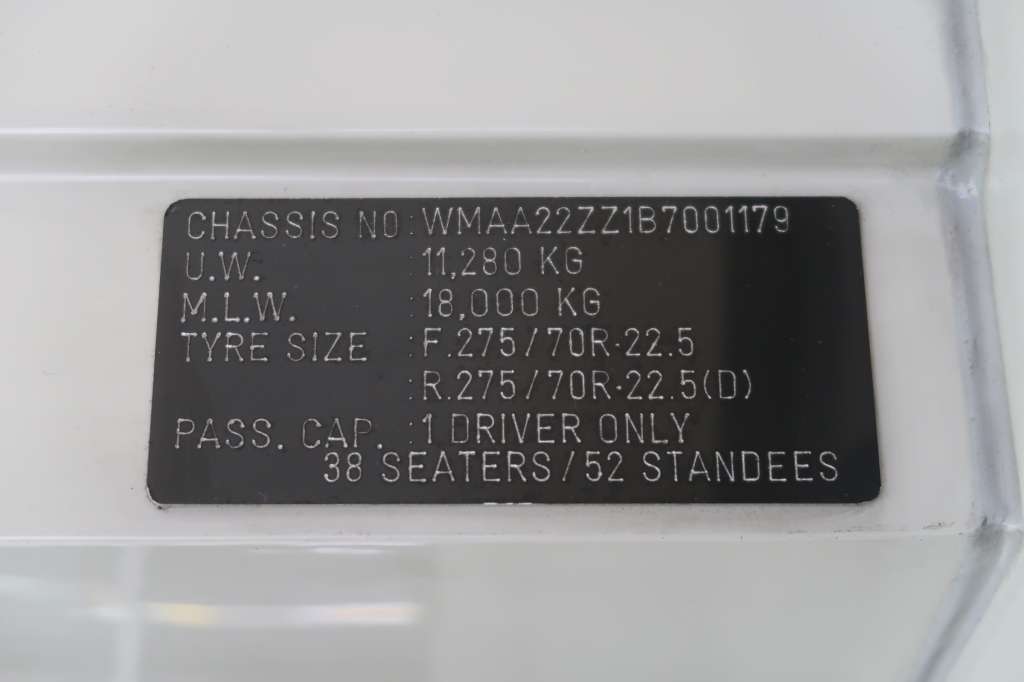 CHASSIS NO:WMAA22ZZ1B7001179
U.W. :11,280 KG
M.L.W. :18,000 KG
TYRE SIZE :F.275/70R·22.5
:R.275/70R·22.5(D)
PASS. CAP. :1 DRIVER ONLY
38 SEATERS/52 STANDEES